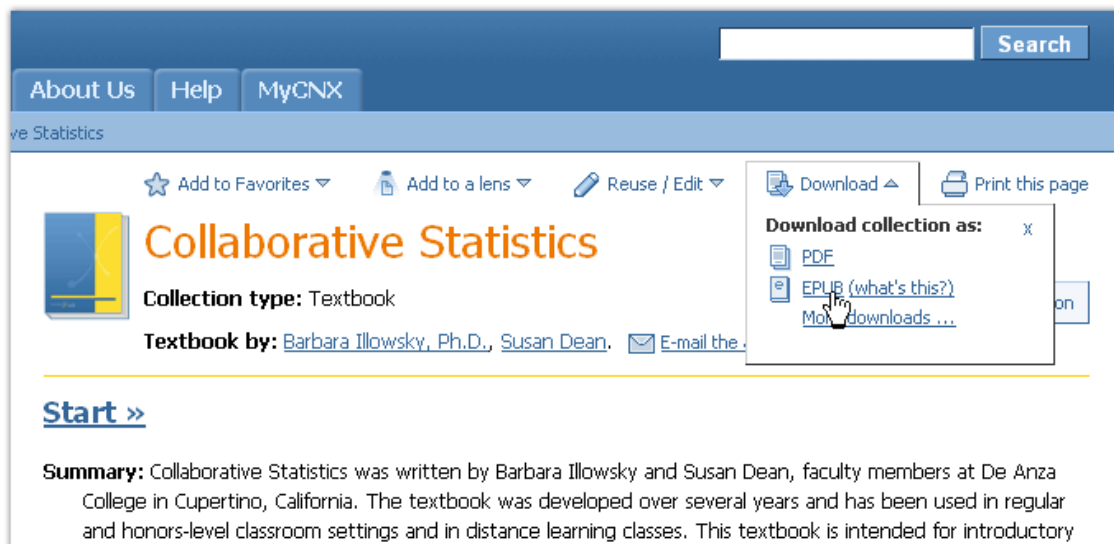 Search
About Us Help MyCNX
ve Statistics
Add to Favorites Add to a lens Reuse / Edit Download Print this page
Download collection as: x
Collaborative Statistics
PDF
Collection type: Textbook
EPUB (what's this?)
on
More downloads ...
Textbook by: Barbara Illowsky, Ph.D., Susan Dean. E-mail the
Start »
Summary: Collaborative Statistics was written by Barbara Illowsky and Susan Dean, faculty members at De Anza
College in Cupertino, California. The textbook was developed over several years and has been used in regular
and honors-level classroom settings and in distance learning classes. This textbook is intended for introductory